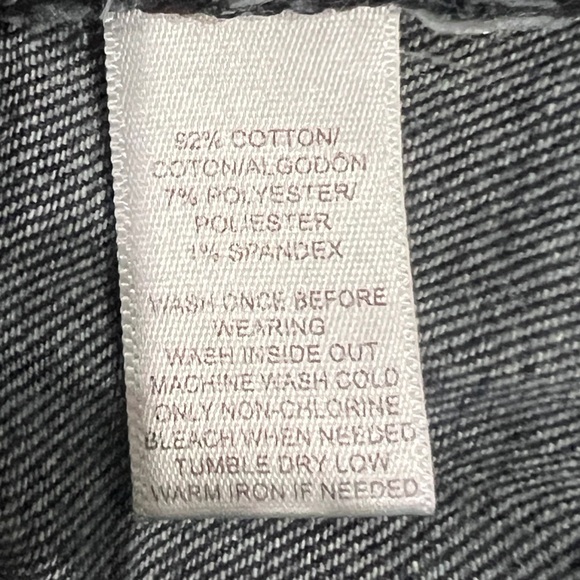 92% COTTON/
COTON/ALGODÓN
7% POLYESTER/
POLIESTER
1% SPANDEX
WASH ONCE BEFORE
WEARING
WASH INSIDE OUT
MACHINE WASH COLD
ONLY NON-CHLORINE
BLEACH WHEN NEEDED
TUMBLE DRY LOW
WARM IRON IF NEEDED